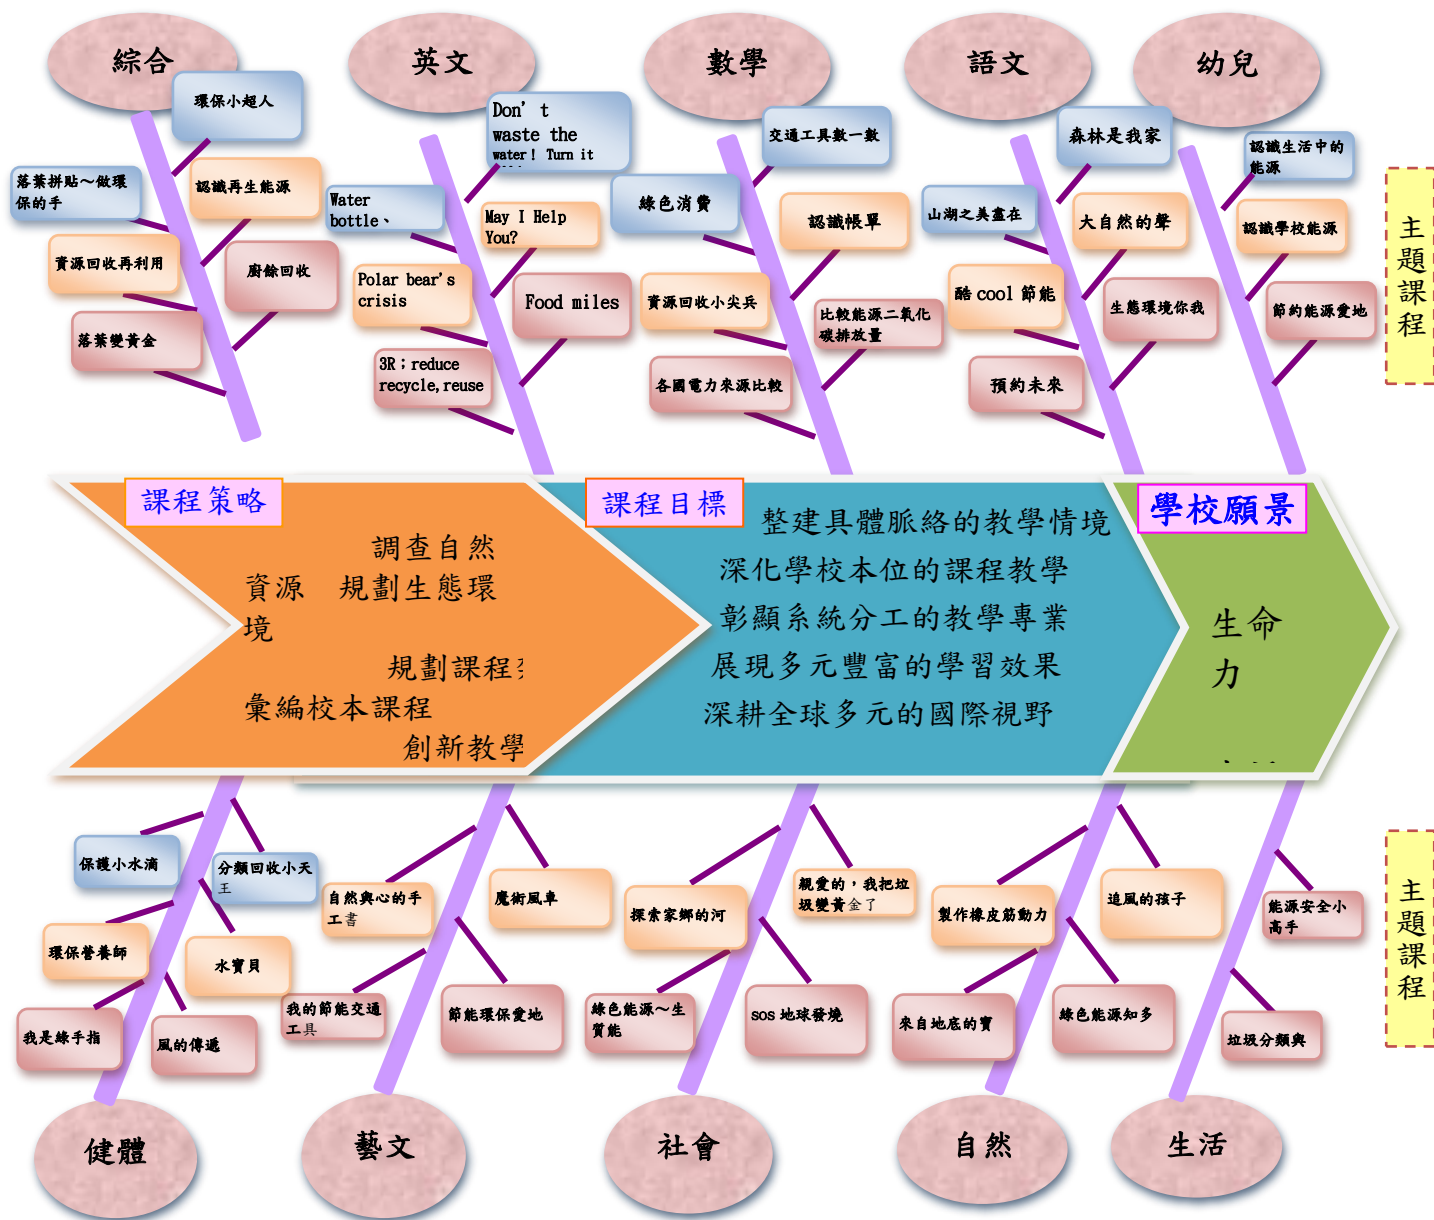 綜合
英文
數學
語文
幼兒
環保小超人
落葉拼貼～做環
保的手
認識再生能源
資源回收再利用
廚餘回收
落葉變黃金
Don't
waste the
water! Turn it
Water
bottle、
May I Help
You?
Polar bear's
crisis
Food miles
3R；reduce
recycle,reuse
交通工具數一數
綠色消費
認識帳單
資源回收小尖兵
比較能源二氧化
碳排放量
各國電力來源比較
森林是我家
山湖之美盡在
大自然的聲
酷 cool 節能
生態環境你我
預約未來
認識生活中的
能源
認識學校能源
節約能源愛地
主題課程
課程策略
調查自然
資源　規劃生態環
境
規劃課程
彙編校本課程
創新教學
課程目標
整建具體脈絡的教學情境
深化學校本位的課程教學
彰顯系統分工的教學專業
展現多元豐富的學習效果
深耕全球多元的國際視野
學校願景
生命
力
保護小水滴
分類回收小天
王
環保營養師
水寶貝
我是綠手指
風的傳遞
自然與心的手
工書
魔術風車
我的節能交通
工具
節能環保愛地
探索家鄉的河
親愛的，我把垃
圾變黃金了
綠色能源～生
質能
SOS 地球發燒
製作橡皮筋動力
追風的孩子
來自地底的寶
綠色能源知多
能源安全小
高手
垃圾分類與
主題課程
健體
藝文
社會
自然
生活